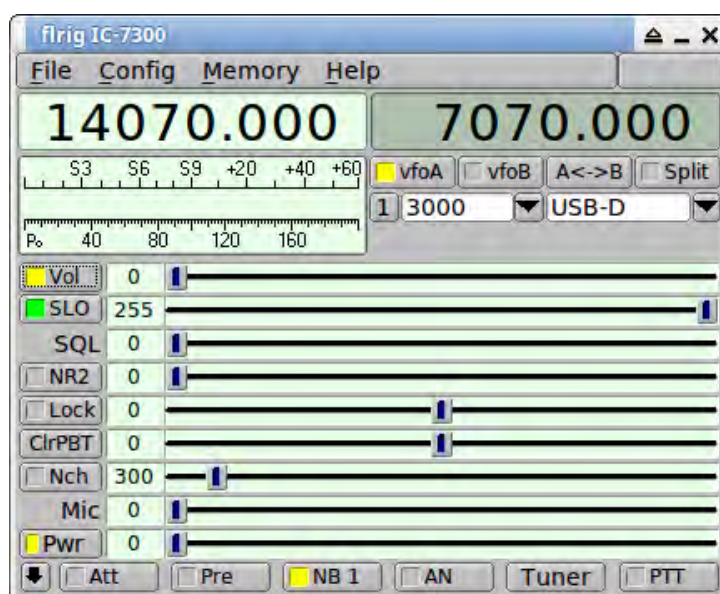 flrig IC-7300
File Config Memory Help
14070.000 7070.000
S3 S6 S9 +20 +40 +60
vfoA vfoB A<->B Split
1 3000 USB-D
Po 40 80 120 160
Vol 0
SLO 255
SQL 0
NR2 0
Lock 0
ClrPBT 0
Nch 300
Mic 0
Pwr 0
Att Pre NB 1 AN Tuner PTT